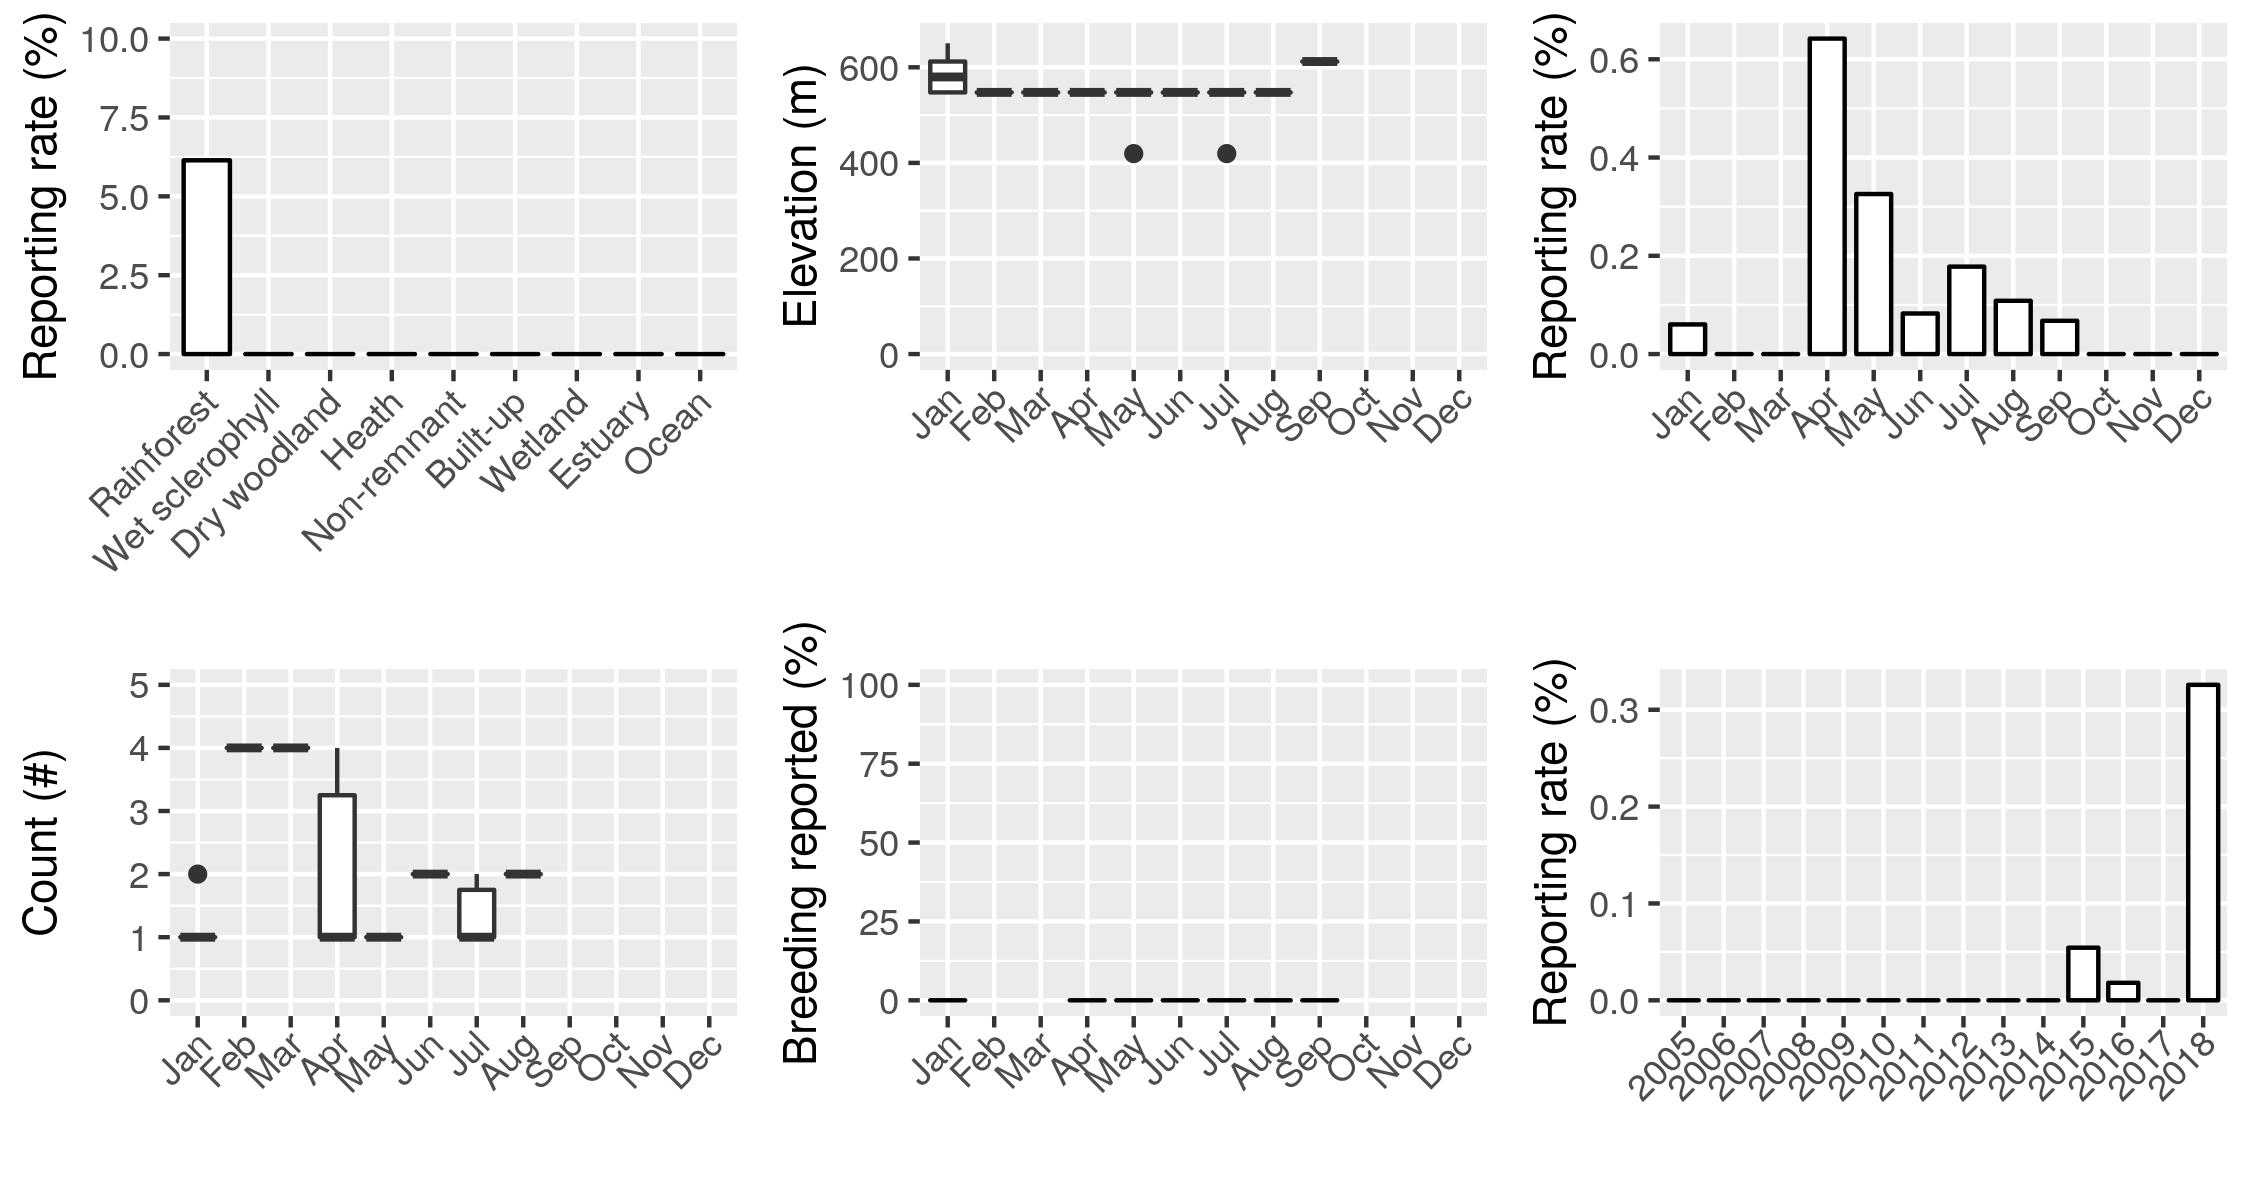 Reporting rate (%)
10.0
7.5
5.0
2.5
0.0
Rainforest
Wet sclerophyll
Dry woodland
Heath
Non-remnant
Built-up
Wetland
Estuary
Ocean
Elevation (m)
600
400
200
0
Jan
Feb
Mar
Apr
May
Jun
Jul
Aug
Sep
Oct
Nov
Dec
Reporting rate (%)
0.6
0.4
0.2
0.0
Jan
Feb
Mar
Apr
May
Jun
Jul
Aug
Sep
Oct
Nov
Dec
Count (#)
5
4
3
2
1
0
Jan
Feb
Mar
Apr
May
Jun
Jul
Aug
Sep
Oct
Nov
Dec
Breeding reported (%)
100
75
50
25
0
Jan
Feb
Mar
Apr
May
Jun
Jul
Aug
Sep
Oct
Nov
Dec
Reporting rate (%)
0.3
0.2
0.1
0.0
2005
2006
2007
2008
2009
2010
2011
2012
2013
2014
2015
2016
2017
2018